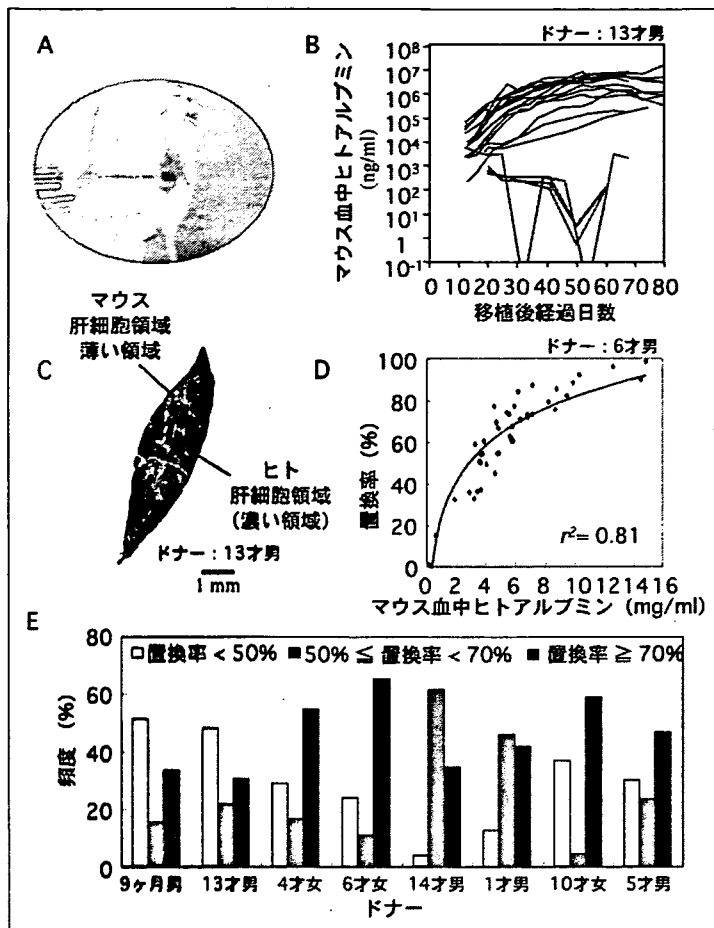 A
B
ドナー：13才男
マウス血中ヒトアルブミン
(ng/ml)
10⁸
10⁷
10⁶
10⁵
10⁴
10³
10²
10¹
1
10⁻¹
0 10 20 30 40 50 60 70 80
移植後経過日数
マウス
肝細胞領域
薄い領域
C
ヒト
肝細胞領域
(濃い領域)
ドナー：13才男
1 mm
D
ドナー：6才男
置換率 (%)
100
80
60
40
20
0
r²= 0.81
0 2 4 6 8 10 12 14 16
マウス血中ヒトアルブミン (mg/ml)
E
頻度 (%)
80
60
40
20
0
置換率 < 50% 50% ≦ 置換率 < 70% 置換率 ≧ 70%
9ヶ月男 13才男 4才女 6才女 14才男 1才男 10才女 5才男
ドナー